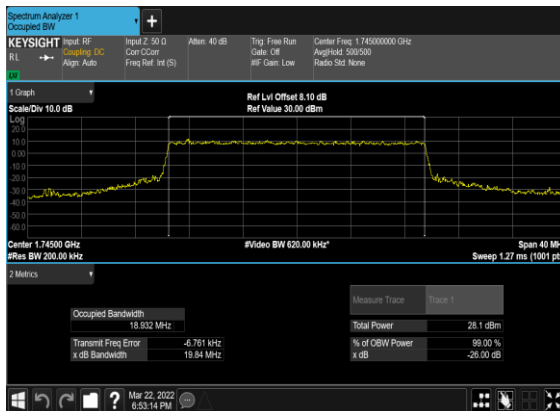 Spectrum Analyzer 1
Occupied BW
KEYSIGHT Input: RF Input Z: 50 Ω Atten: 40 dB Trig: Free Run Center Freq: 1.745000000 GHz
RL Coupling: DC Corr CCorr Gate: Off Avg|Hold: 500/500
Align: Auto Freq Ref: Int (S) #IF Gain: Low Radio Std: None
1 Graph
Ref Lvl Offset 8.10 dB
Scale/Div 10.0 dB Ref Value 30.00 dBm
Log
20.0
10.0
0.00
-10.0
-20.0
-30.0
-40.0
-50.0
-60.0
Center 1.74500 GHz #Video BW 620.00 kHz* Span 40 MH
#Res BW 200.00 kHz Sweep 1.27 ms (1001 pts
2 Metrics
Measure Trace Trace 1
Occupied Bandwidth
18.932 MHz Total Power 28.1 dBm
Transmit Freq Error -6.761 kHz % of OBW Power 99.00 %
x dB Bandwidth 19.84 MHz x dB -26.00 dB
? Mar 22, 2022
6:53:14 PM